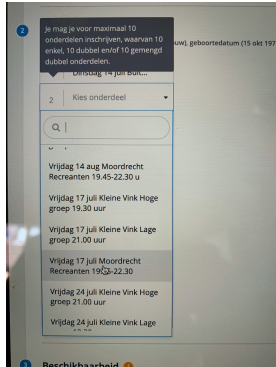 2
Je mag je voor maximaal 10
onderdelen inschrijven, waarvan 10
enkel, 10 dubbel en/of 10 gemengd
dubbel onderdelen.
ouw), geboortedatum (15 okt 197
Dinsdag 14 juli Buit...
2 Kies onderdeel
Vrijdag 14 aug Moordrecht
Recreanten 19.45-22.30 u
Vrijdag 17 juli Kleine Vink Hoge
groep 19.30 uur
Vrijdag 17 juli Kleine Vink Lage
groep 21.00 uur
Vrijdag 17 juli Moordrecht
Recreanten 22.30
Vrijdag 24 juli Kleine Vink Hoge
groep 21.00 uur
Vrijdag 24 juli Kleine Vink Lage
3 Beschikbaarheid